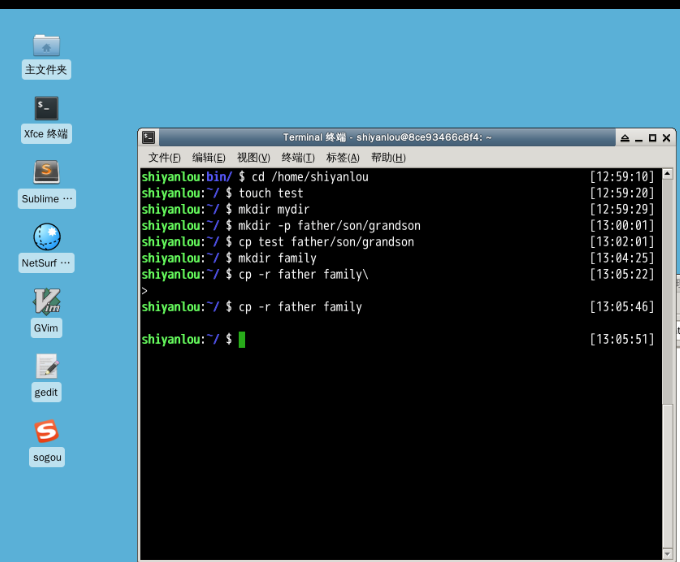 主文件夹
Xfce 终端
Sublime ···
NetSurf ···
GVim
gedit
sogou
Terminal 终端 - shiyanlou@8ce93466c8f4: ~
文件(F) 编辑(E) 视图(V) 终端(T) 标签(A) 帮助(H)
shiyanlou:bin/ $ cd /home/shiyanlou [12:59:10]
shiyanlou:~/ $ touch test [12:59:20]
shiyanlou:~/ $ mkdir mydir [12:59:29]
shiyanlou:~/ $ mkdir -p father/son/grandson [13:00:01]
shiyanlou:~/ $ cp test father/son/grandson [13:02:01]
shiyanlou:~/ $ mkdir family [13:04:25]
shiyanlou:~/ $ cp -r father family\ [13:05:22]
>
shiyanlou:~/ $ cp -r father family [13:05:46]
shiyanlou:~/ $ [13:05:51]